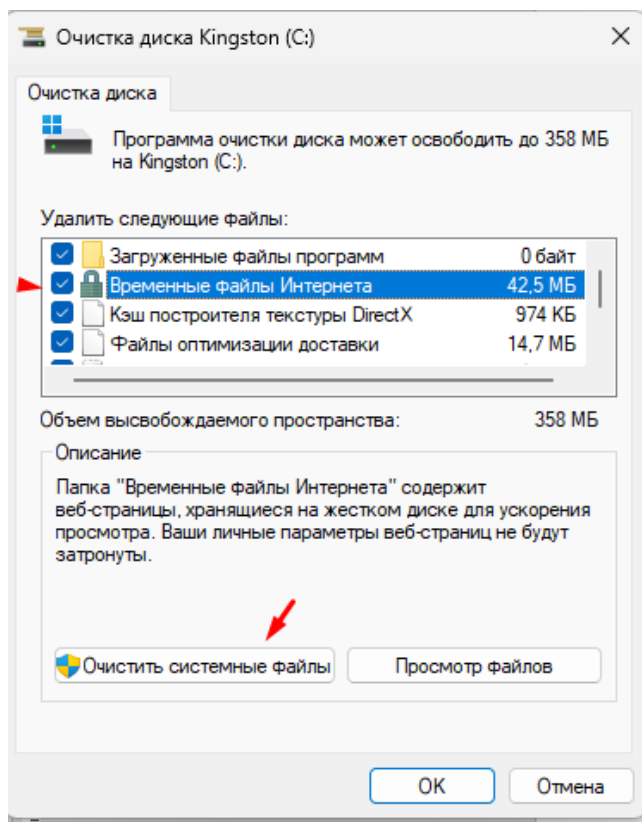 Очистка диска Kingston (C:)
Очистка диска
Программа очистки диска может освободить до 358 МБ
на Kingston (C:).
Удалить следующие файлы:
Загруженные файлы программ 0 байт
Временные файлы Интернета 42,5 МБ
Кэш построителя текстуры DirectX 974 КБ
Файлы оптимизации доставки 14,7 МБ
Объем высвобождаемого пространства: 358 МБ
Описание
Папка "Временные файлы Интернета" содержит
веб-страницы, хранящиеся на жестком диске для ускорения
просмотра. Ваши личные параметры веб-страниц не будут
затронуты.
Очистить системные файлы Просмотр файлов
OK Отмена